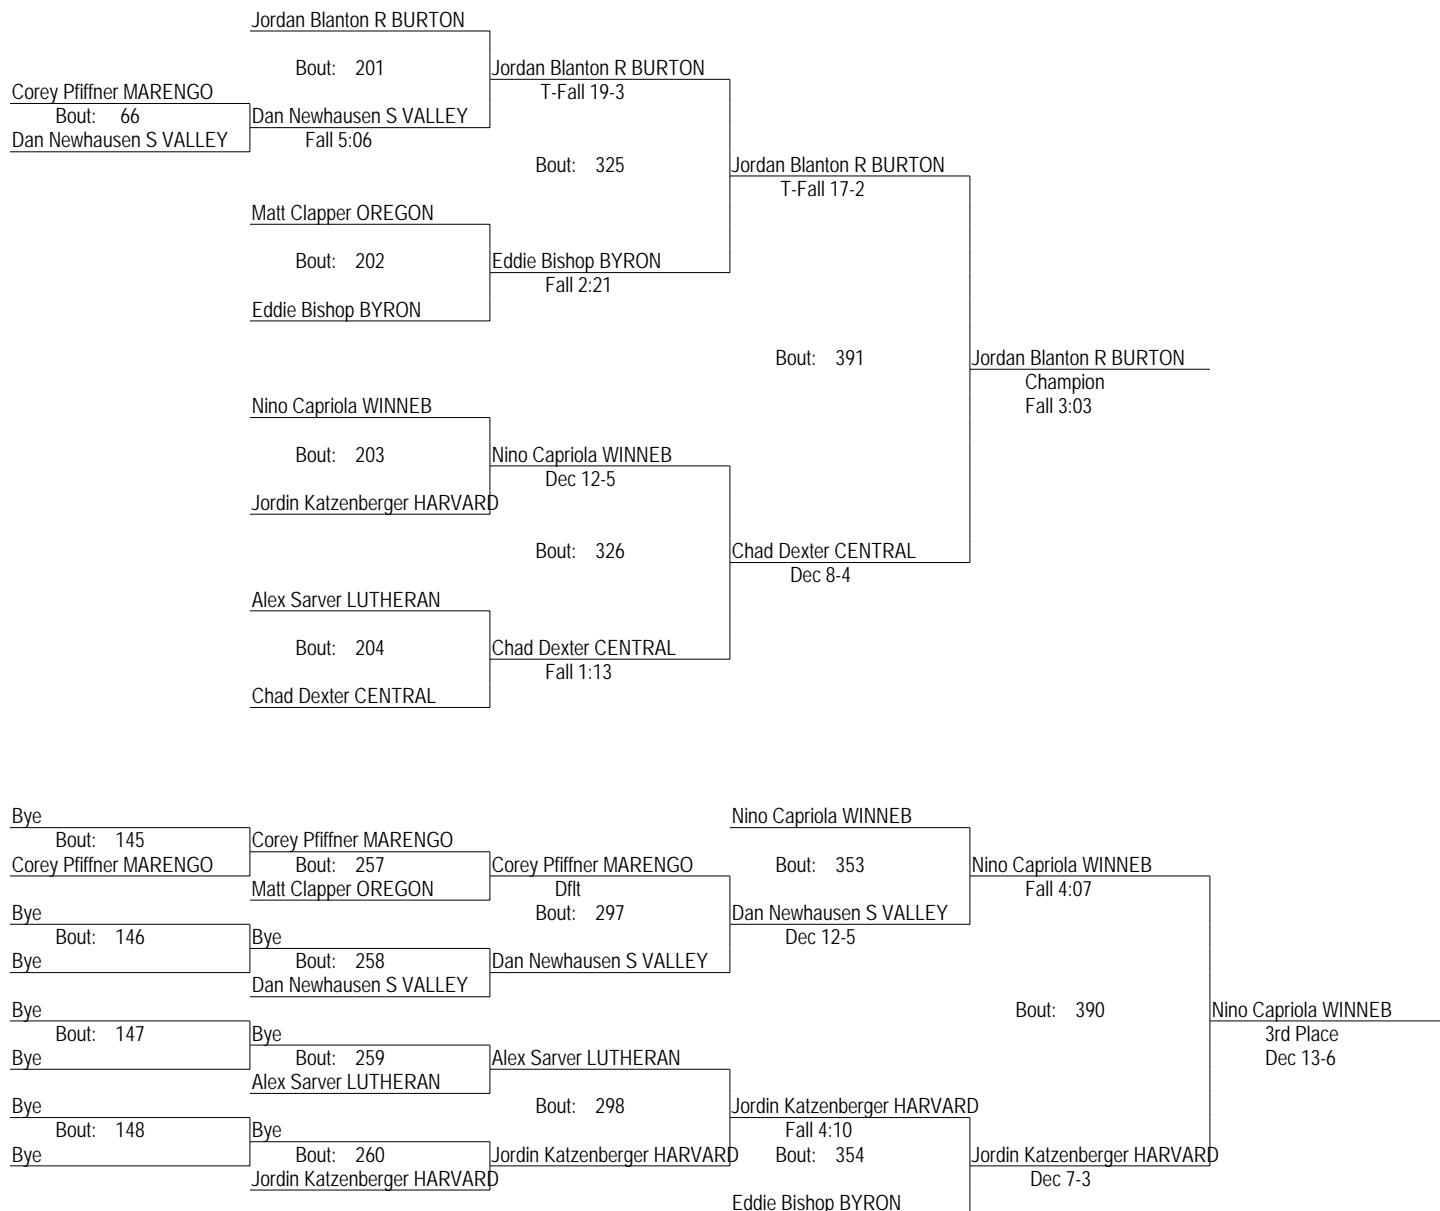 Jordan Blanton R BURTON
Bout: 201
Jordan Blanton R BURTON
Corey Pfiffner MARENGO
T-Fall 19-3
Bout: 66
Dan Newhausen S VALLEY
Dan Newhausen S VALLEY
Fall 5:06
Bout: 325
Jordan Blanton R BURTON
T-Fall 17-2
Matt Clapper OREGON
Bout: 202
Eddie Bishop BYRON
Fall 2:21
Eddie Bishop BYRON
Bout: 391
Jordan Blanton R BURTON
Champion
Fall 3:03
Nino Capriola WINNEB
Bout: 203
Nino Capriola WINNEB
Dec 12-5
Jordin Katzenberger HARVARD
Bout: 326
Chad Dexter CENTRAL
Dec 8-4
Alex Sarver LUTHERAN
Bout: 204
Chad Dexter CENTRAL
Fall 1:13
Chad Dexter CENTRAL
Bye
Nino Capriola WINNEB
Bout: 145
Corey Pfiffner MARENGO
Corey Pfiffner MARENGO
Bout: 257
Corey Pfiffner MARENGO
Bout: 353
Nino Capriola WINNEB
Matt Clapper OREGON
Dflt
Fall 4:07
Bye
Bout: 297
Dan Newhausen S VALLEY
Bout: 146
Bye
Dec 12-5
Bye
Bout: 258
Dan Newhausen S VALLEY
Dan Newhausen S VALLEY
Bye
Bout: 390
Nino Capriola WINNEB
Bout: 147
Bye
3rd Place
Bye
Bout: 259
Alex Sarver LUTHERAN
Dec 13-6
Alex Sarver LUTHERAN
Bye
Bout: 298
Jordin Katzenberger HARVARD
Bout: 148
Bye
Fall 4:10
Bye
Bout: 260
Jordin Katzenberger HARVARD
Bout: 354
Jordin Katzenberger HARVARD
Jordin Katzenberger HARVARD
Dec 7-3
Eddie Bishop BYRON